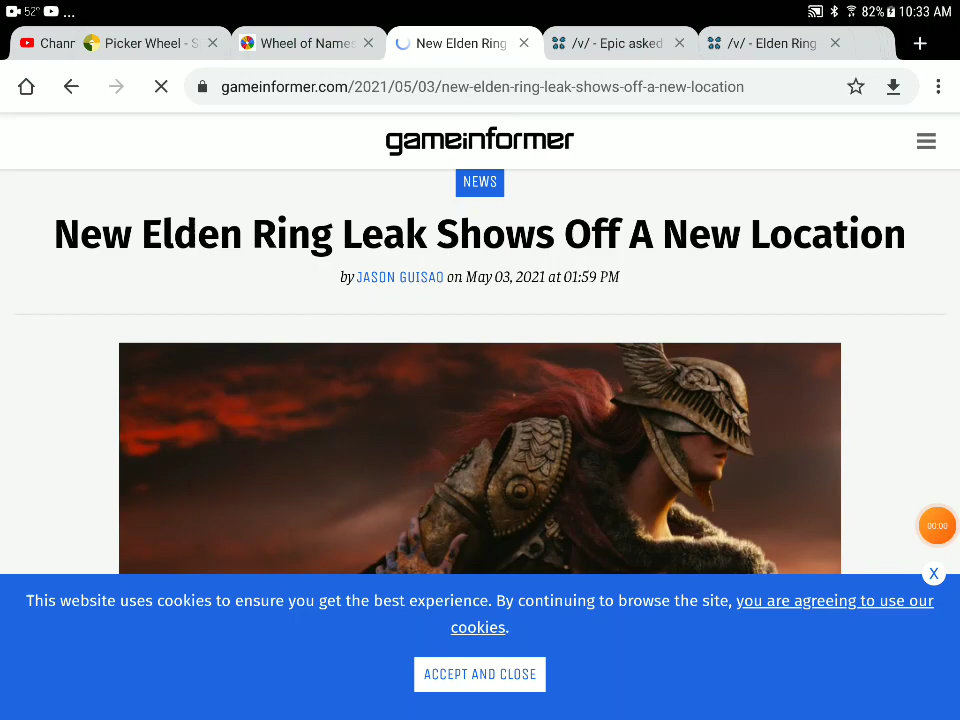 52° ... 82% 10:33 AM
Chann Picker Wheel - S Wheel of Names New Elden Ring /v/ - Epic asked /v/ - Elden Ring
gameinformer.com/2021/05/03/new-elden-ring-leak-shows-off-a-new-location
gameinformer
NEWS
New Elden Ring Leak Shows Off A New Location
by JASON GUISAO on May 03, 2021 at 01:59 PM
00:00
X
This website uses cookies to ensure you get the best experience. By continuing to browse the site, you are agreeing to use our
cookies.
ACCEPT AND CLOSE